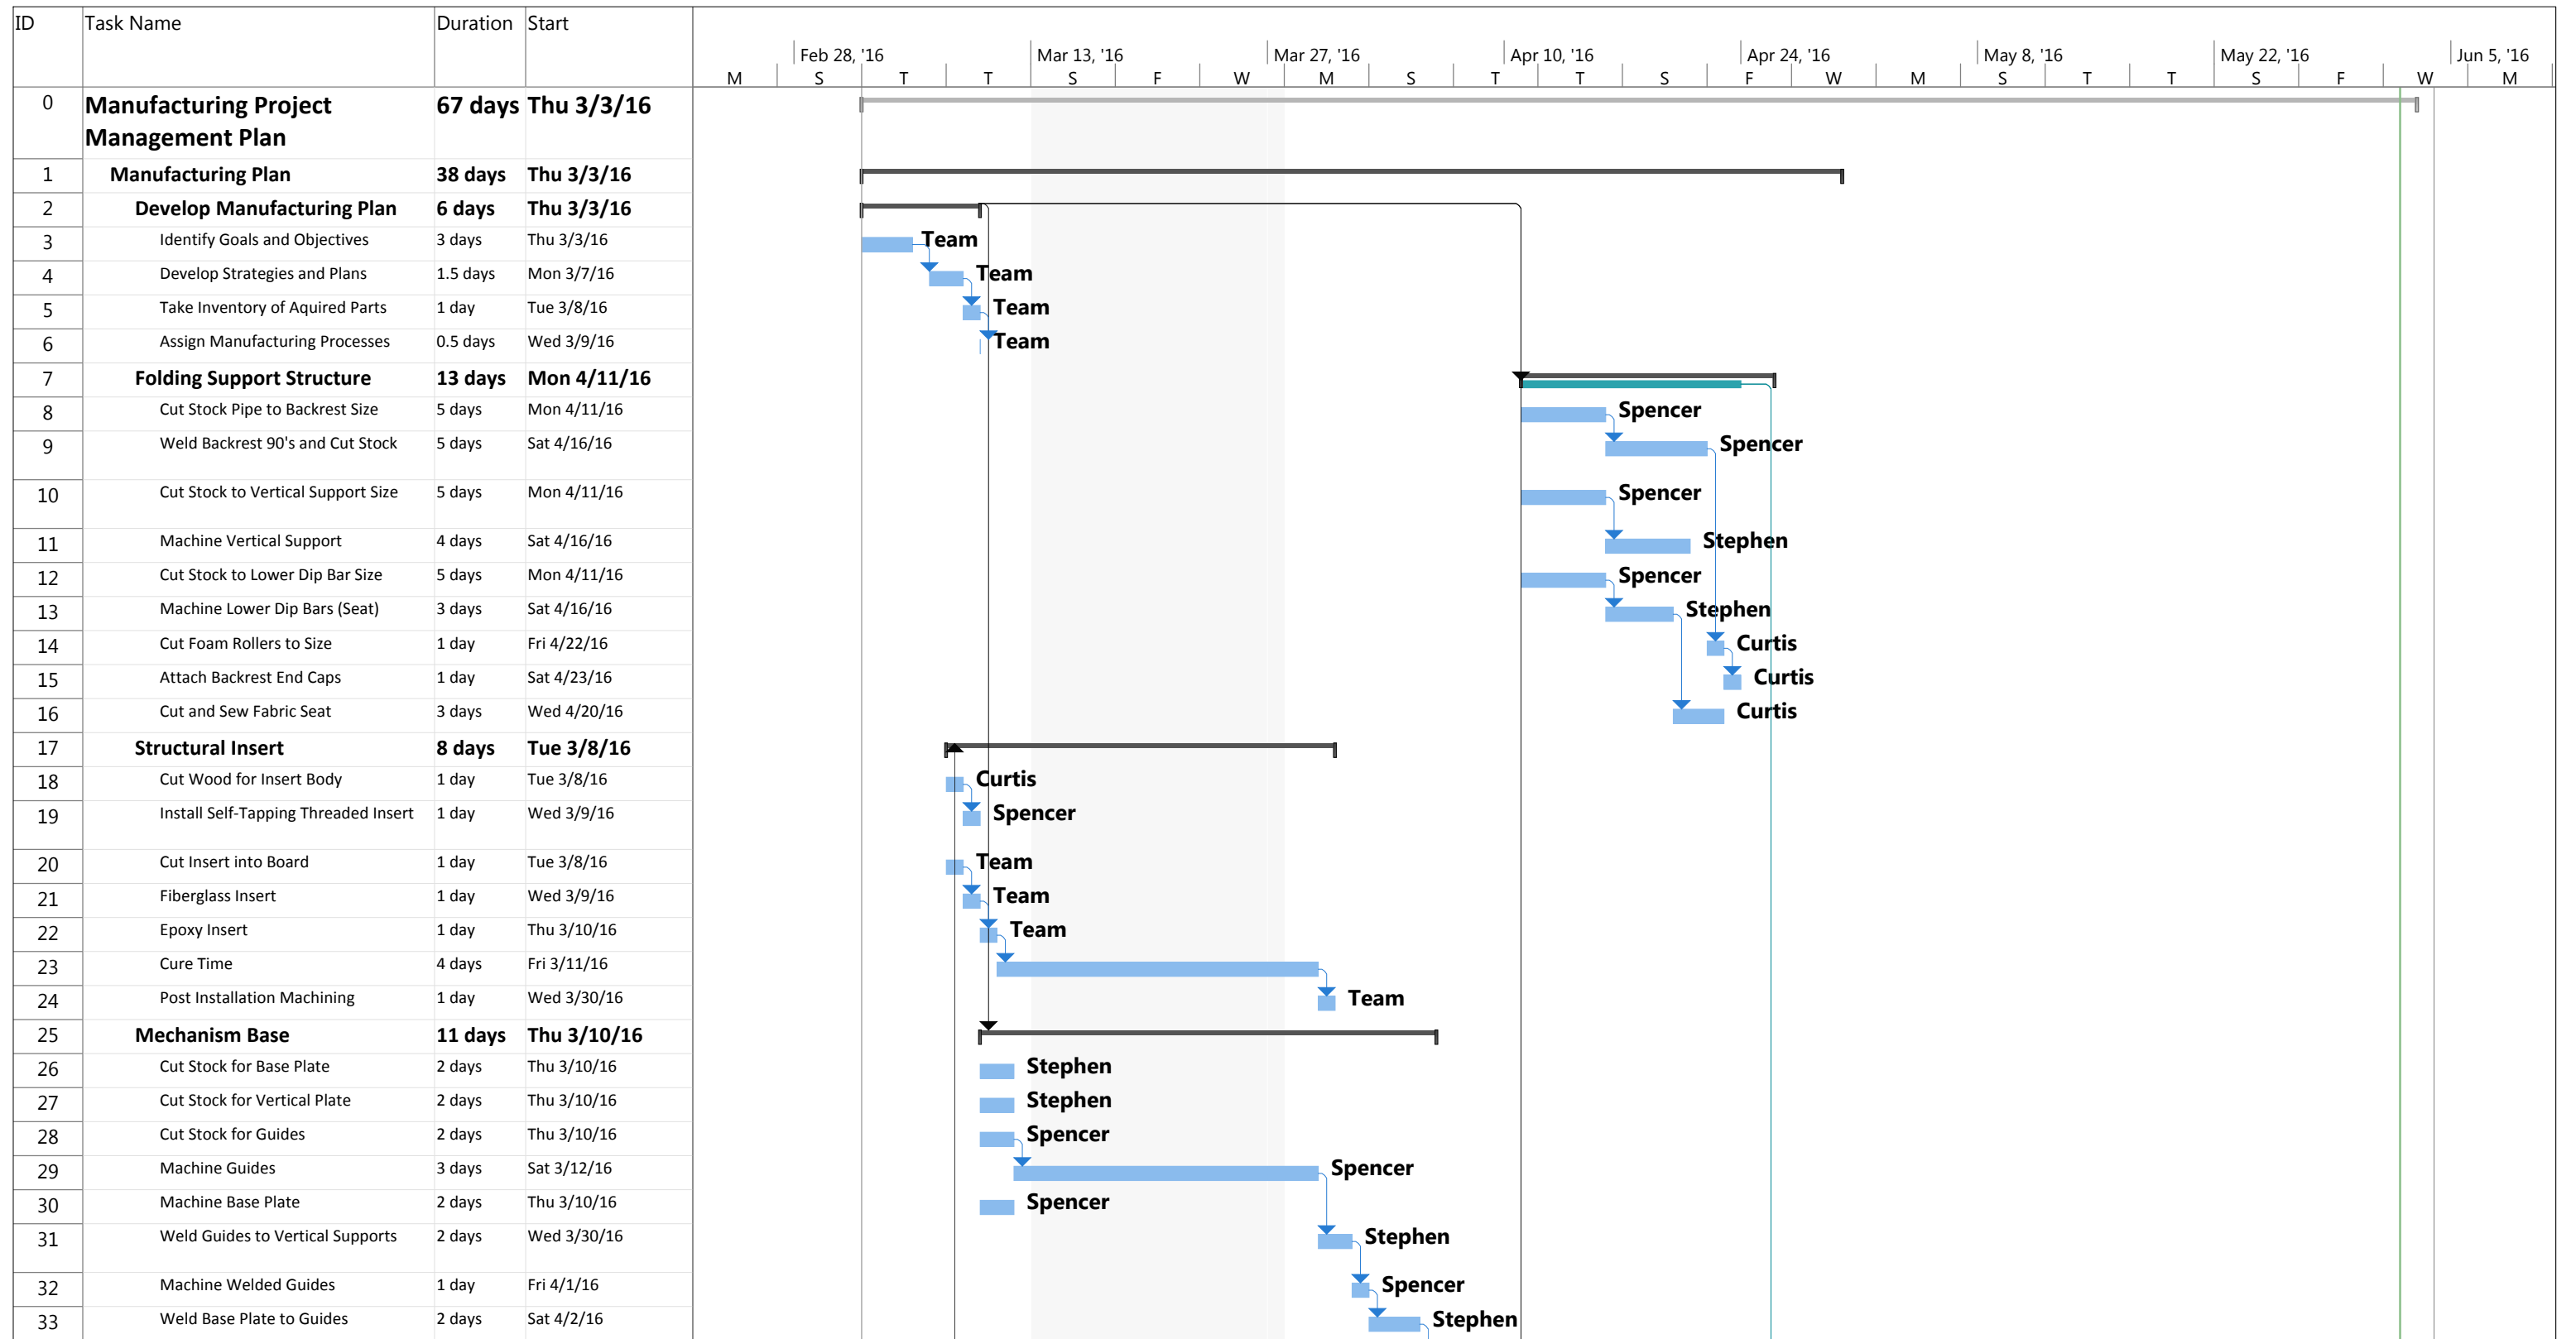 ID Task Name Duration Start
Feb 28, '16 Mar 13, '16 Mar 27, '16 Apr 10, '16 Apr 24, '16 May 8, '16 May 22, '16 Jun 5, '16
M S T T S F W M S T T S F W M S T T S F W M
0 Manufacturing Project 67 days Thu 3/3/16
Management Plan
1 Manufacturing Plan 38 days Thu 3/3/16
2 Develop Manufacturing Plan 6 days Thu 3/3/16
3 Identify Goals and Objectives 3 days Thu 3/3/16 Team
4 Develop Strategies and Plans 1.5 days Mon 3/7/16 Team
5 Take Inventory of Aquired Parts 1 day Tue 3/8/16 Team
6 Assign Manufacturing Processes 0.5 days Wed 3/9/16 Team
7 Folding Support Structure 13 days Mon 4/11/16
8 Cut Stock Pipe to Backrest Size 5 days Mon 4/11/16 Spencer
9 Weld Backrest 90's and Cut Stock 5 days Sat 4/16/16 Spencer
10 Cut Stock to Vertical Support Size 5 days Mon 4/11/16 Spencer
11 Machine Vertical Support 4 days Sat 4/16/16 Stephen
12 Cut Stock to Lower Dip Bar Size 5 days Mon 4/11/16 Spencer
13 Machine Lower Dip Bars (Seat) 3 days Sat 4/16/16 Stephen
14 Cut Foam Rollers to Size 1 day Fri 4/22/16 Curtis
15 Attach Backrest End Caps 1 day Sat 4/23/16 Curtis
16 Cut and Sew Fabric Seat 3 days Wed 4/20/16 Curtis
17 Structural Insert 8 days Tue 3/8/16
18 Cut Wood for Insert Body 1 day Tue 3/8/16 Curtis
19 Install Self-Tapping Threaded Insert 1 day Wed 3/9/16 Spencer
20 Cut Insert into Board 1 day Tue 3/8/16 Team
21 Fiberglass Insert 1 day Wed 3/9/16 Team
22 Epoxy Insert 1 day Thu 3/10/16 Team
23 Cure Time 4 days Fri 3/11/16
24 Post Installation Machining 1 day Wed 3/30/16 Team
25 Mechanism Base 11 days Thu 3/10/16
26 Cut Stock for Base Plate 2 days Thu 3/10/16 Stephen
27 Cut Stock for Vertical Plate 2 days Thu 3/10/16 Stephen
28 Cut Stock for Guides 2 days Thu 3/10/16 Spencer
29 Machine Guides 3 days Sat 3/12/16 Spencer
30 Machine Base Plate 2 days Thu 3/10/16 Spencer
31 Weld Guides to Vertical Supports 2 days Wed 3/30/16 Stephen
32 Machine Welded Guides 1 day Fri 4/1/16 Spencer
33 Weld Base Plate to Guides 2 days Sat 4/2/16 Stephen